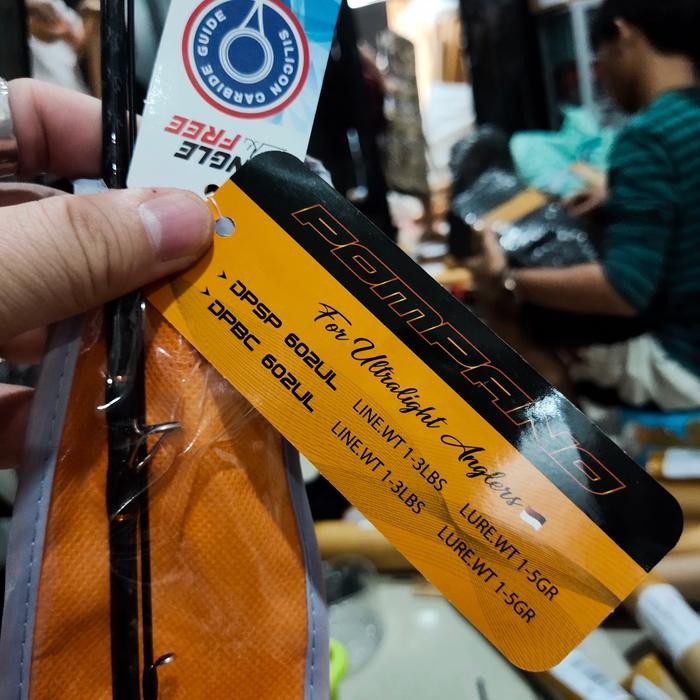 SILICON CARBIDE GUIDE
FREE
POMPANO
For Ultralight Anglers
> DPSP 602UL LINE.WT 1-3LBS LURE.WT 1-5GR
> DPBC 602UL LINE.WT 1-3LBS LURE.WT 1-5GR